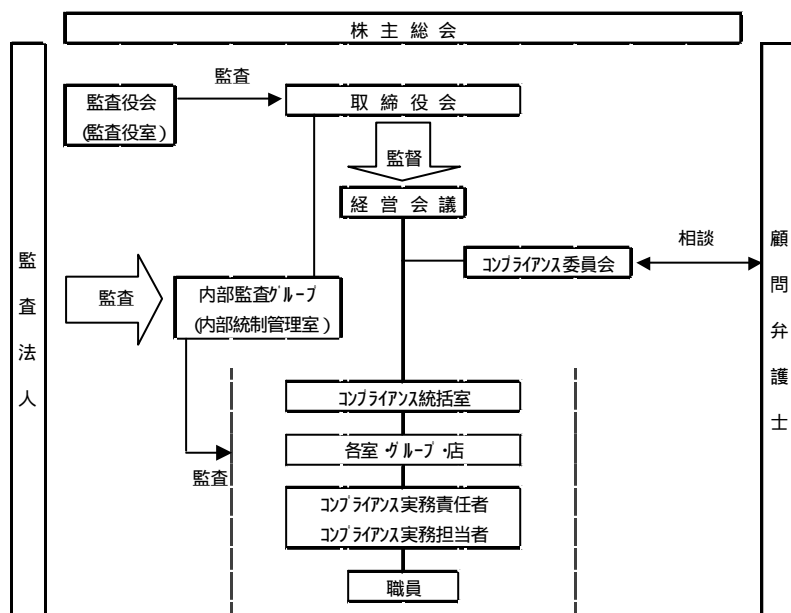 株主総会
監査
監査役会
(監査役室)
取締役会
監督
経営会議
コンプライアンス委員会
相談
監査法人
監査
内部監査グループ
(内部統制管理室)
顧問弁護士
コンプライアンス統括室
各室・グループ・店
監査
コンプライアンス実務責任者
コンプライアンス実務担当者
職員